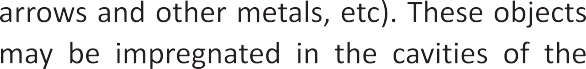 arrows and other metals, etc). These objects
may be impregnated in the cavities of the